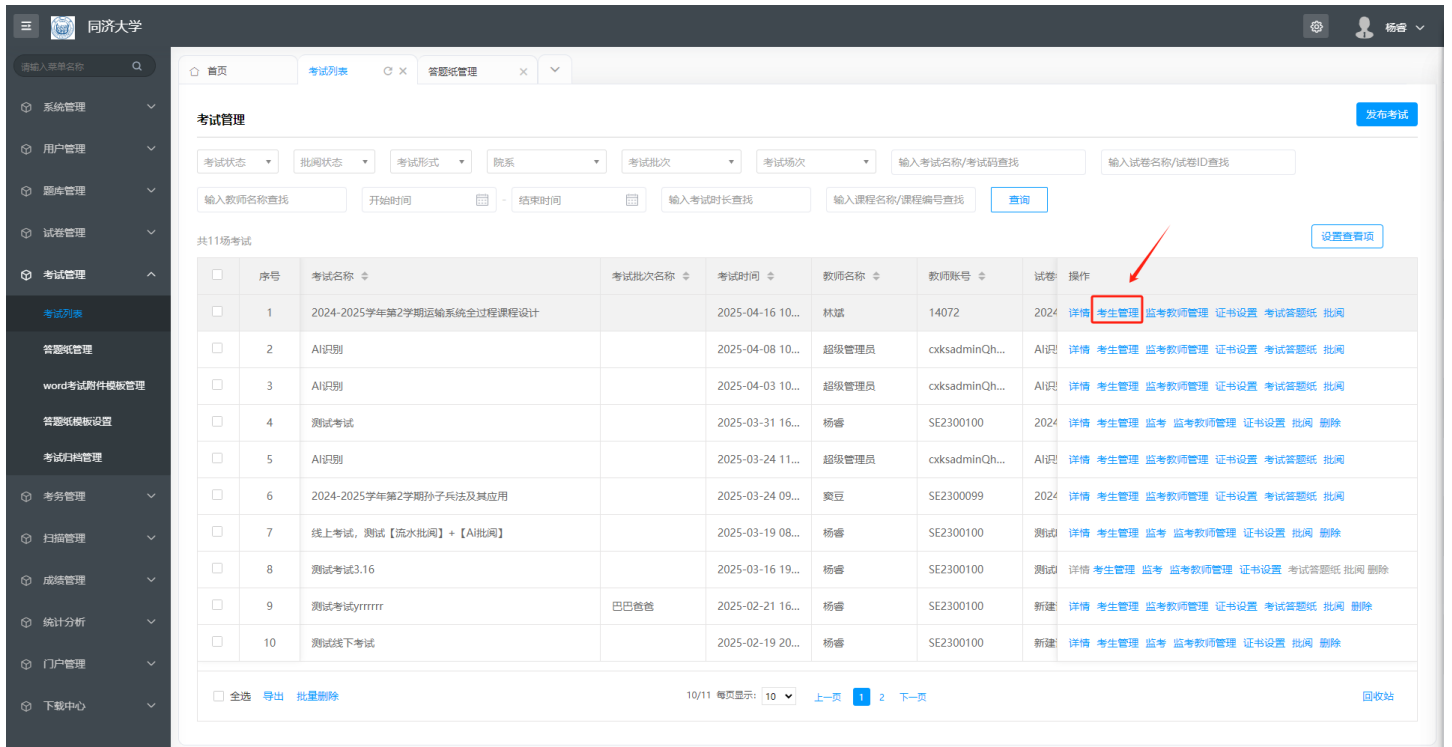 同济大学
杨睿
请输入菜单名称
首页
考试列表
答题纸管理
系统管理
用户管理
题库管理
试卷管理
考试管理
考试列表
答题纸管理
word考试附件模板管理
答题纸模板设置
考试归档管理
考务管理
扫描管理
成绩管理
统计分析
门户管理
下载中心
考试管理 发布考试
考试状态 批阅状态 考试形式 院系 考试批次 考试场次 输入考试名称/考试码查找 输入试卷名称/试卷ID查找
输入教师名称查找 开始时间 - 结束时间 输入考试时长查找 输入课程名称/课程编号查找 查询
共11场考试 设置查看项
序号 考试名称 考试批次名称 考试时间 教师名称 教师账号 试卷 操作
1 2024-2025学年第2学期运输系统全过程课程设计 2025-04-16 10... 林斌 14072 2024 详情 考生管理 监考教师管理 证书设置 考试答题纸 批阅
2 AI识别 2025-04-08 10... 超级管理员 cxksadminQh... AI识 详情 考生管理 监考教师管理 证书设置 考试答题纸 批阅
3 AI识别 2025-04-03 10... 超级管理员 cxksadminQh... AI识 详情 考生管理 监考教师管理 证书设置 考试答题纸 批阅
4 测试考试 2025-03-31 16... 杨睿 SE2300100 2024 详情 考生管理 监考 监考教师管理 证书设置 批阅 删除
5 AI识别 2025-03-24 11... 超级管理员 cxksadminQh... AI识 详情 考生管理 监考教师管理 证书设置 考试答题纸 批阅
6 2024-2025学年第2学期孙子兵法及其应用 2025-03-24 09... 窦豆 SE2300099 2024 详情 考生管理 监考教师管理 证书设置 考试答题纸 批阅
7 线上考试，测试【流水批阅】+【AI批阅】 2025-03-19 08... 杨睿 SE2300100 测试 详情 考生管理 监考 监考教师管理 证书设置 批阅 删除
8 测试考试3.16 2025-03-16 19... 杨睿 SE2300100 测试 详情 考生管理 监考 监考教师管理 证书设置 考试答题纸 批阅 删除
9 测试考试yrrrrrr 巴巴爸爸 2025-02-21 16... 杨睿 SE2300100 新建 详情 考生管理 监考教师管理 证书设置 考试答题纸 批阅 删除
10 测试线下考试 2025-02-19 20... 杨睿 SE2300100 新建 详情 考生管理 监考 监考教师管理 证书设置 批阅 删除
全选 导出 批量删除 10/11 每页显示: 10 上一页 1 2 下一页 回收站